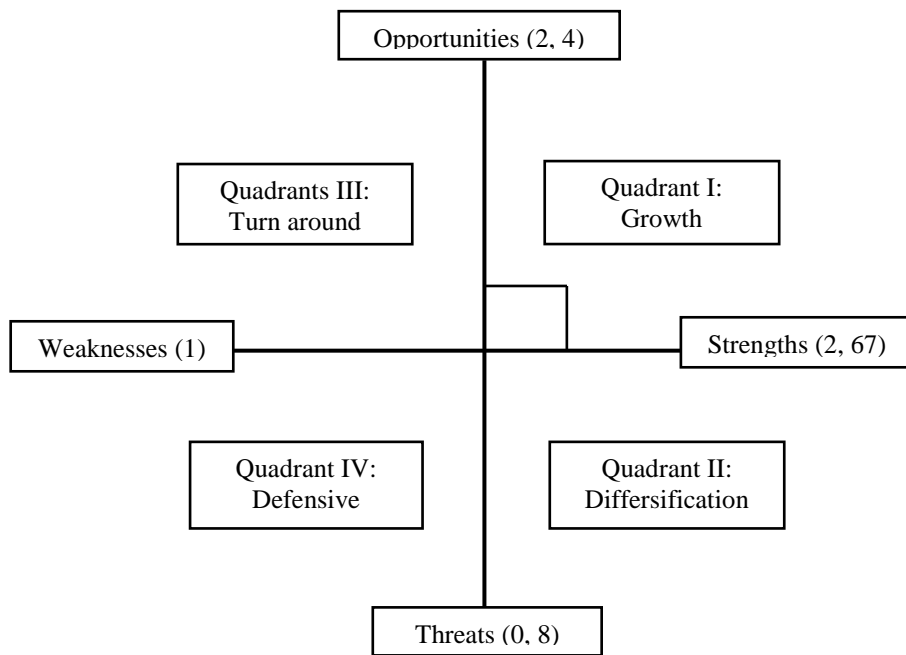 Opportunities (2, 4)
Quadrants III:
Turn around
Quadrant I:
Growth
Weaknesses (1)
Strengths (2, 67)
Quadrant IV:
Defensive
Quadrant II:
Differsification
Threats (0, 8)